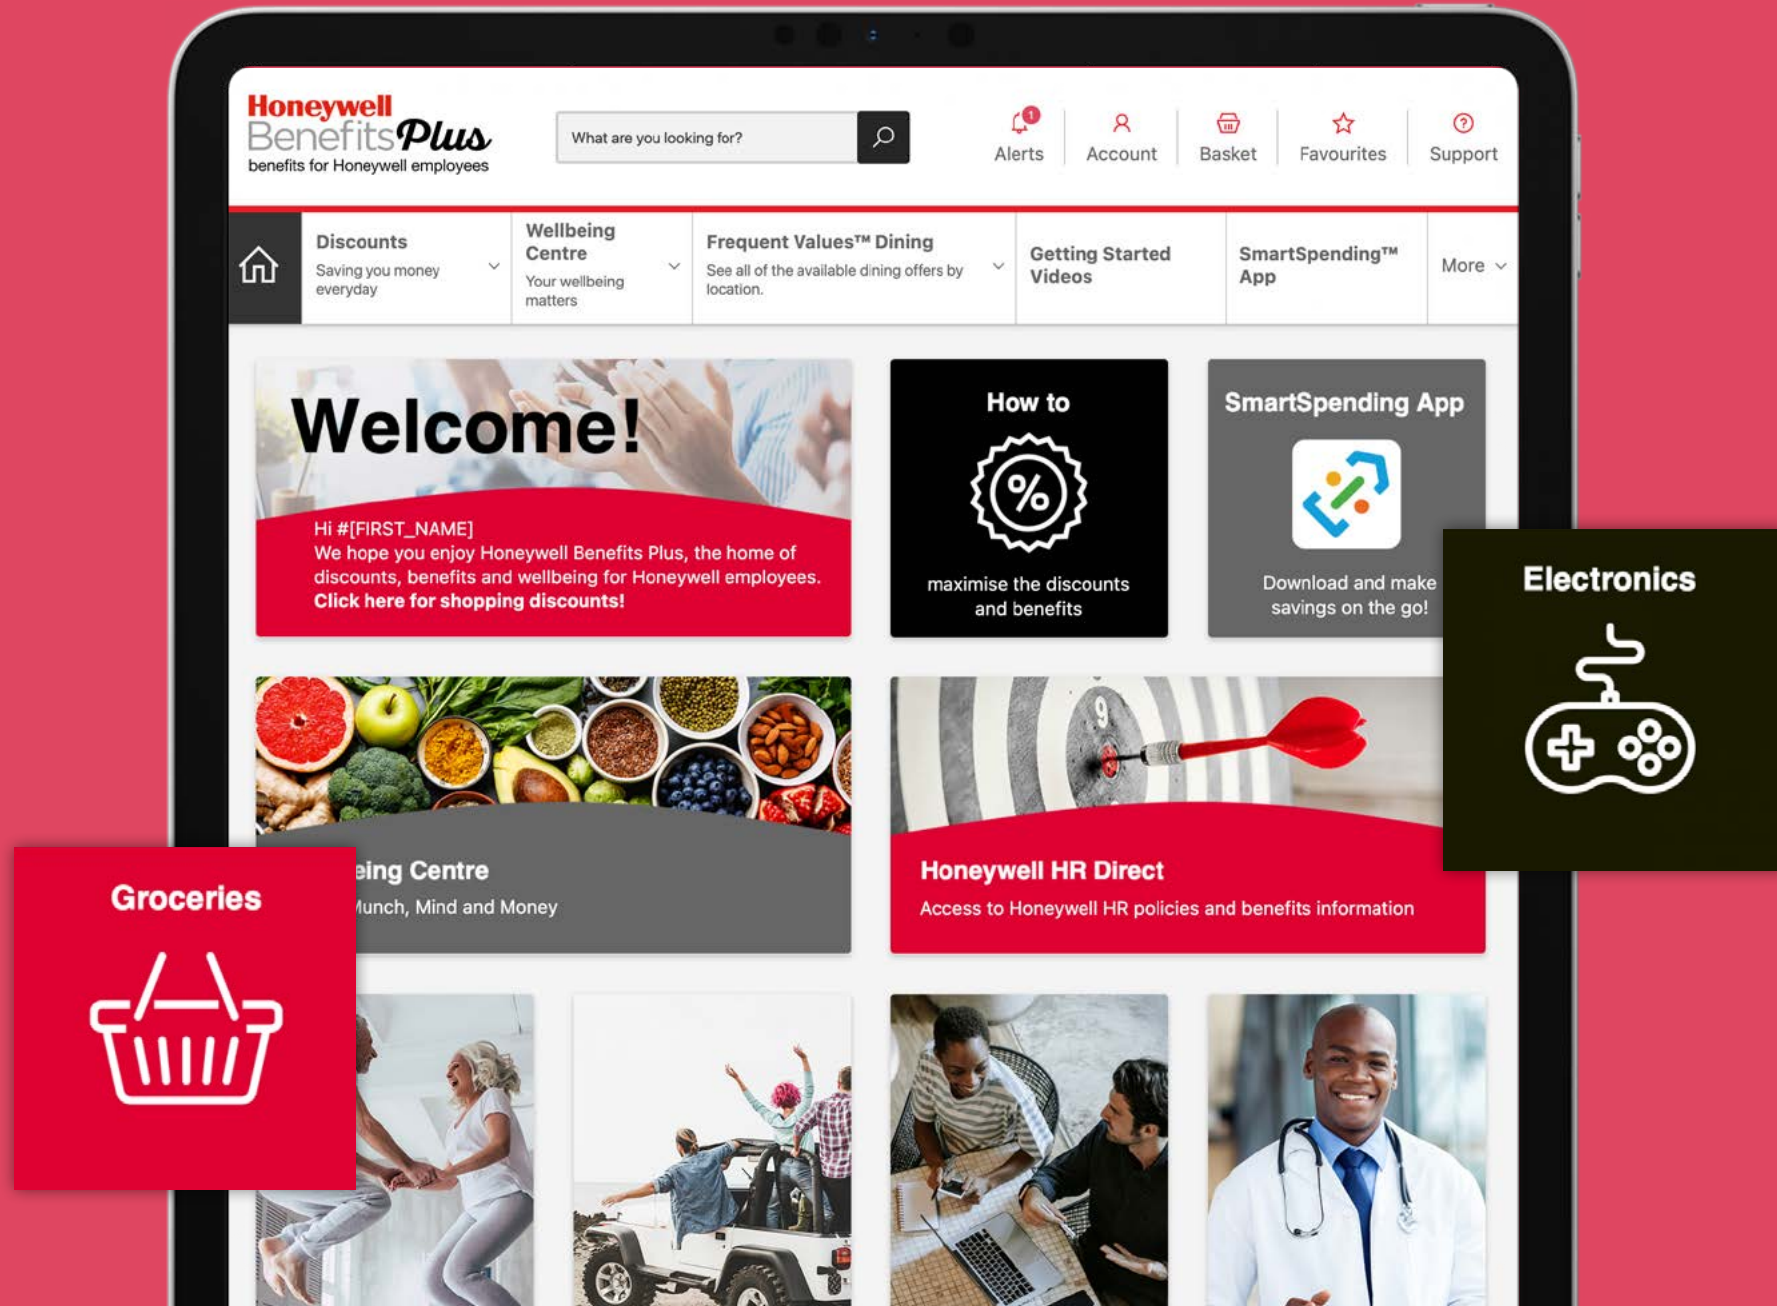 Honeywell
BenefitsPlus
benefits for Honeywell employees
What are you looking for?
1
Alerts
Account
Basket
Favourites
Support
Discounts
Saving you money
everyday
Wellbeing
Centre
Your wellbeing
matters
Frequent Values™ Dining
See all of the available dining offers by
location.
Getting Started
Videos
SmartSpending™
App
More
Welcome!
Hi #[FIRST_NAME]
We hope you enjoy Honeywell Benefits Plus, the home of
discounts, benefits and wellbeing for Honeywell employees.
Click here for shopping discounts!
How to
%
maximise the discounts
and benefits
SmartSpending App
Download and make
savings on the go!
Electronics
9
eing Centre
Munch, Mind and Money
Honeywell HR Direct
Access to Honeywell HR policies and benefits information
Groceries